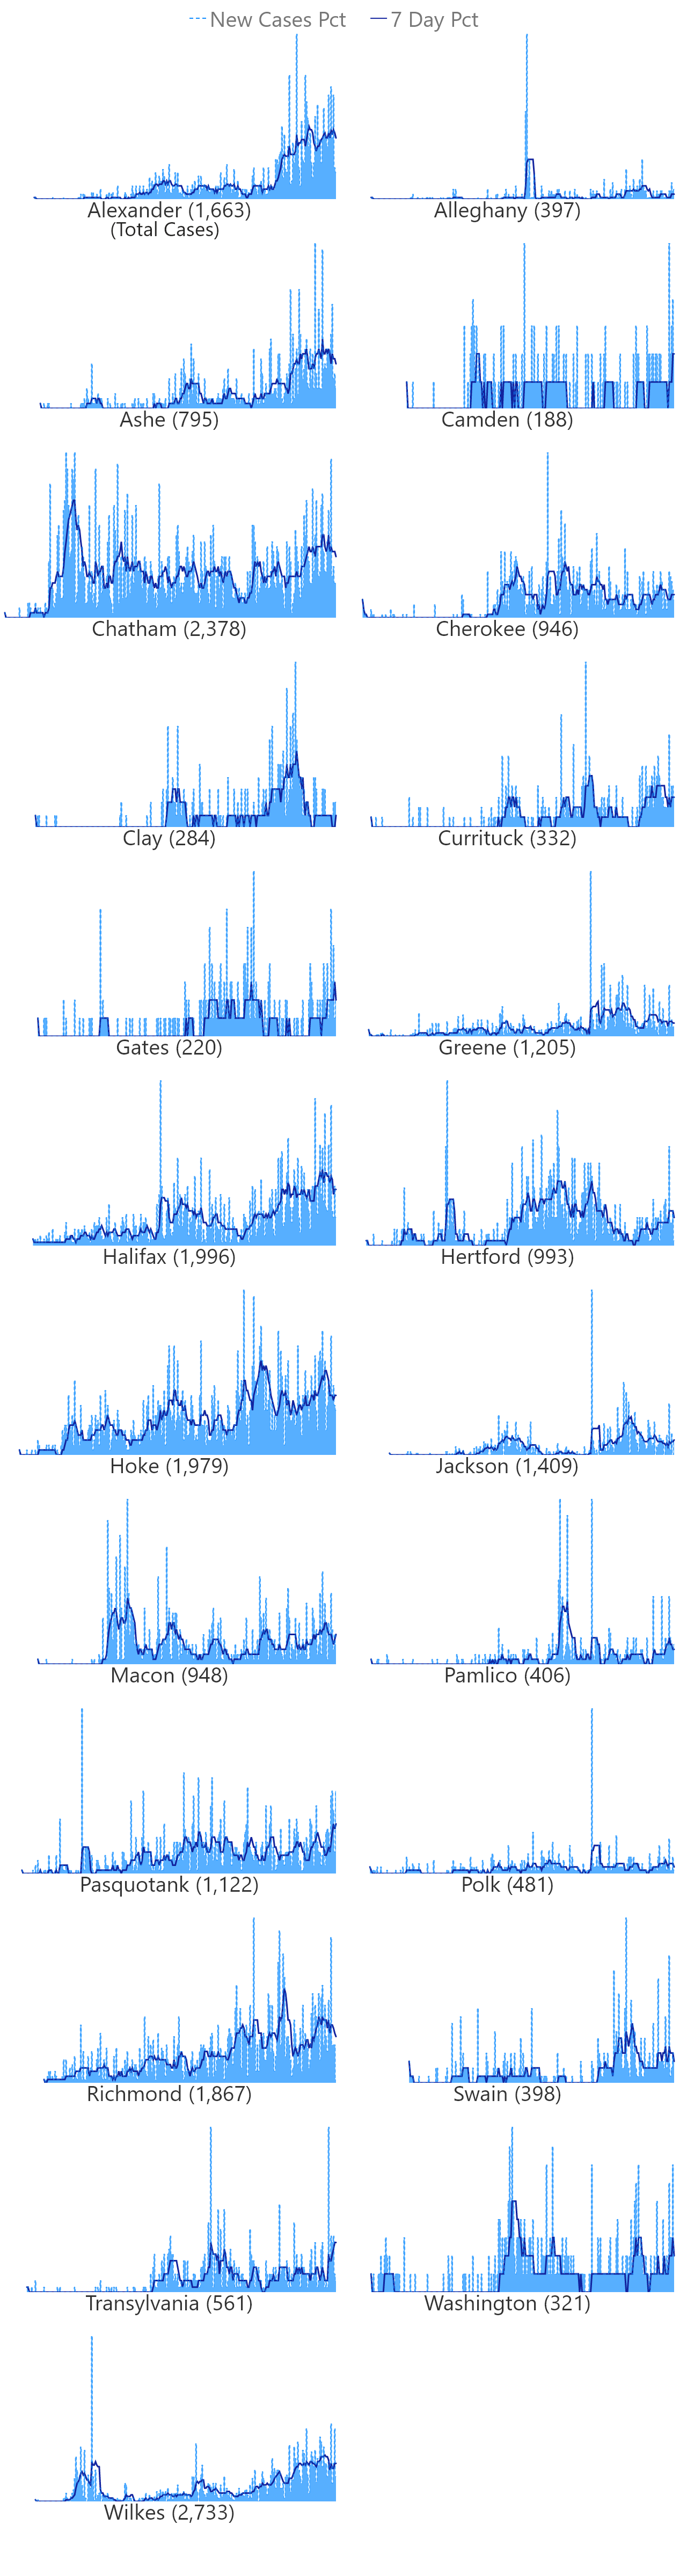 New Cases Pct 7 Day Pct
Alexander (1,663) Alleghany (397)
(Total Cases)
Ashe (795) Camden (188)
Chatham (2,378) Cherokee (946)
Clay (284) Currituck (332)
Gates (220) Greene (1,205)
Halifax (1,996) Hertford (993)
Hoke (1,979) Jackson (1,409)
Macon (948) Pamlico (406)
Pasquotank (1,122) Polk (481)
Richmond (1,867) Swain (398)
Transylvania (561) Washington (321)
Wilkes (2,733)